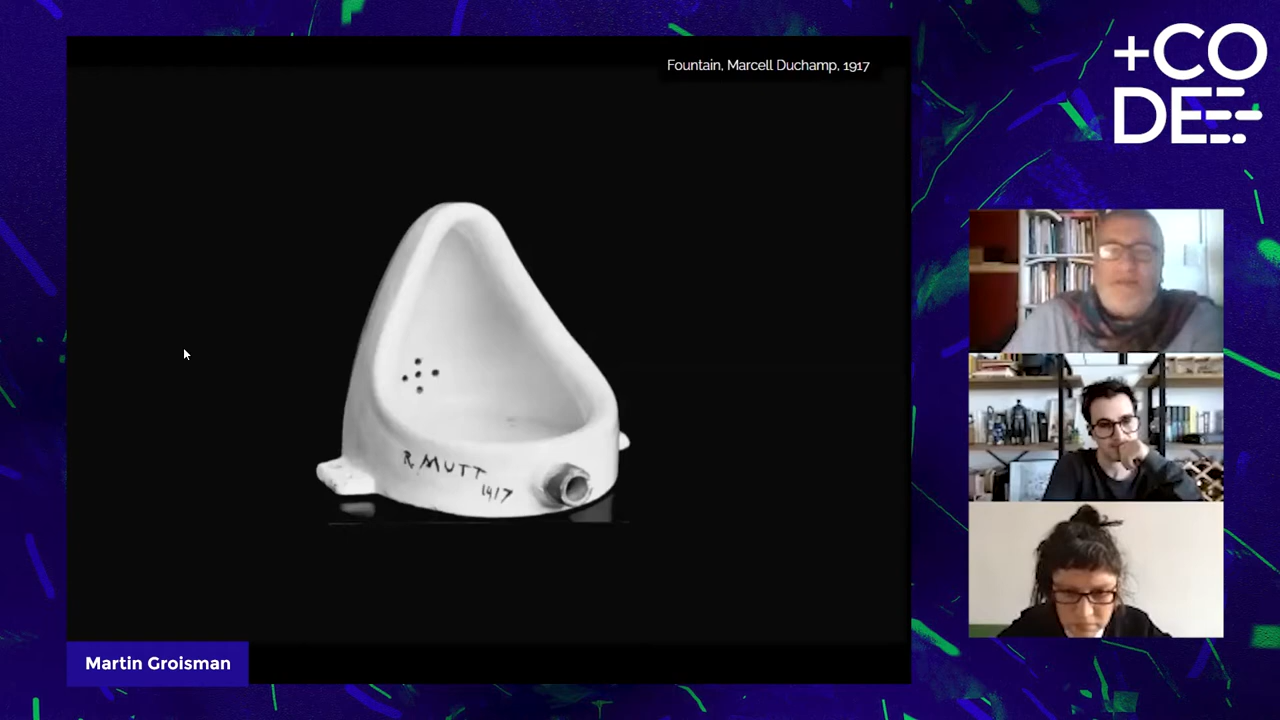 Fountain, Marcell Duchamp, 1917
+CO
DE
R. MUTT
1917
Martin Groisman